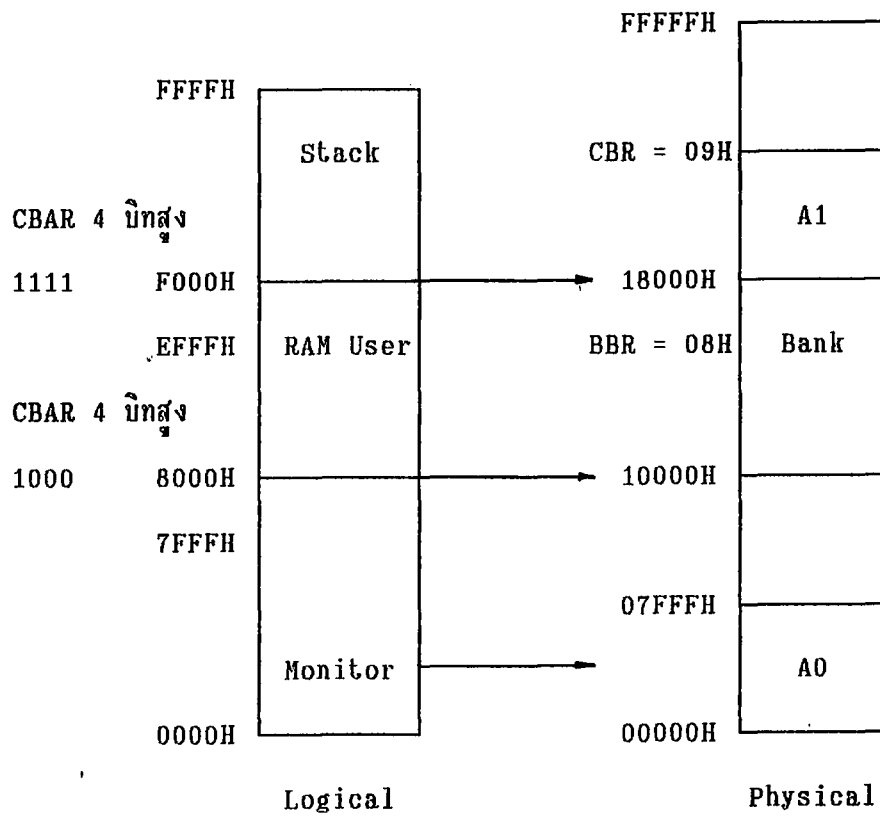 FFFFFH
FFFFH
Stack
CBR = 09H
CBAR 4 บิทสูง
A1
1111 F000H 18000H
EFFFH RAM User BBR = 08H Bank
CBAR 4 บิทสูง
1000 8000H 10000H
7FFFH
07FFFH
Monitor A0
0000H 00000H
Logical Physical